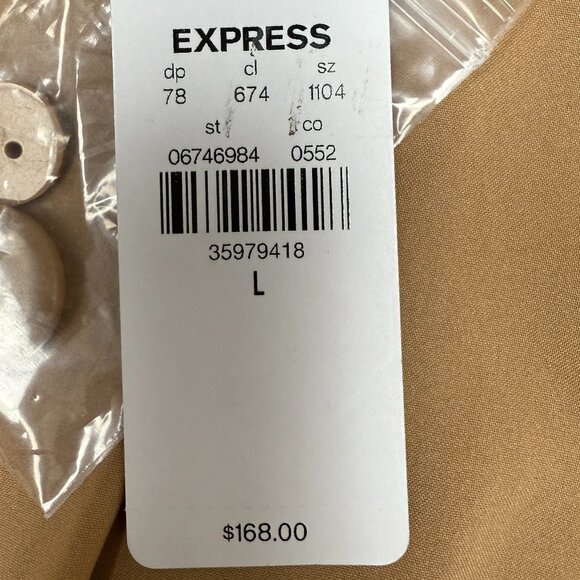 EXPRESS
dp cl sz
78 674 1104
st co
06746984 0552
35979418
L
$168.00